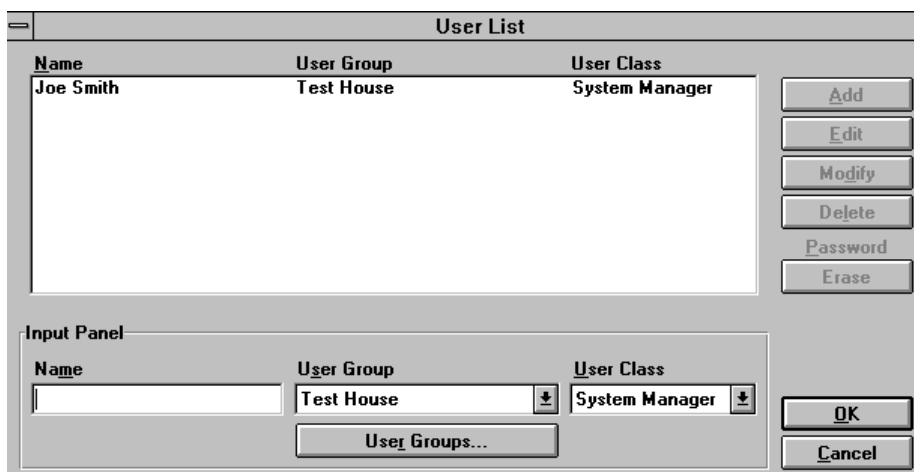 User List
Name User Group User Class
Joe Smith Test House System Manager
Add
Edit
Modify
Delete
Password
Erase
Input Panel
Name User Group User Class
Test House System Manager
User Groups...
OK
Cancel